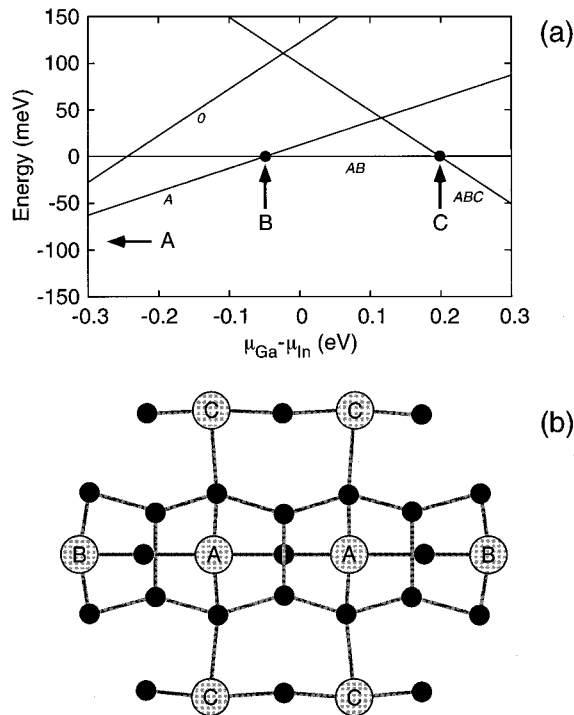 (a)
150
100
50
0
-50
-100
-150
Energy (meV)
0
A
AB
ABC
A
B
C
-0.3 -0.2 -0.1 0 0.1 0.2 0.3
μGa-μIn (eV)
(b)
C C
B A A B
C C